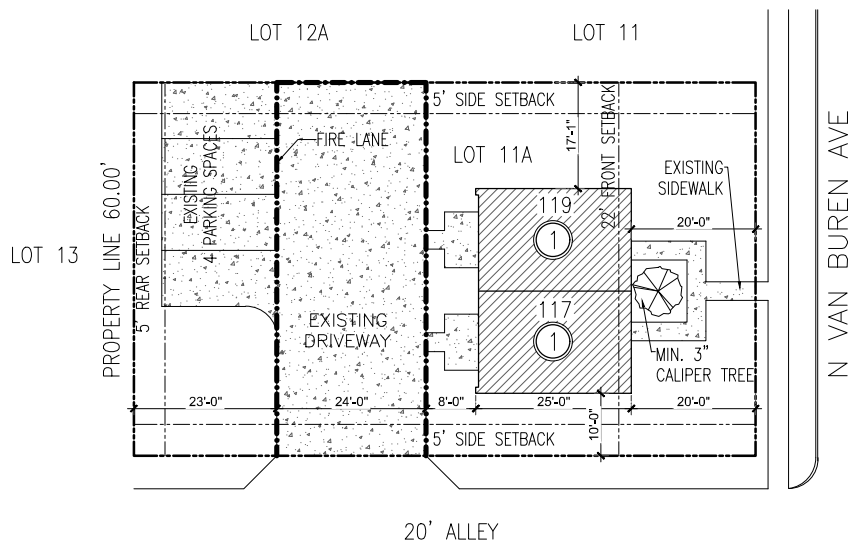 LOT 12A
LOT 11
5' SIDE SETBACK
17'-1"
22' FRONT SETBACK
FIRE LANE
LOT 11A
EXISTING
4 PARKING SPACES
EXISTING
SIDEWALK
N VAN BUREN AVE
PROPERTY LINE 60.00'
5' REAR SETBACK
LOT 13
119
1
20'-0"
117
1
EXISTING
DRIVEWAY
MIN. 3"
CALIPER TREE
23'-0"
24'-0"
8'-0"
25'-0"
20'-0"
10'-0"
5' SIDE SETBACK
20' ALLEY